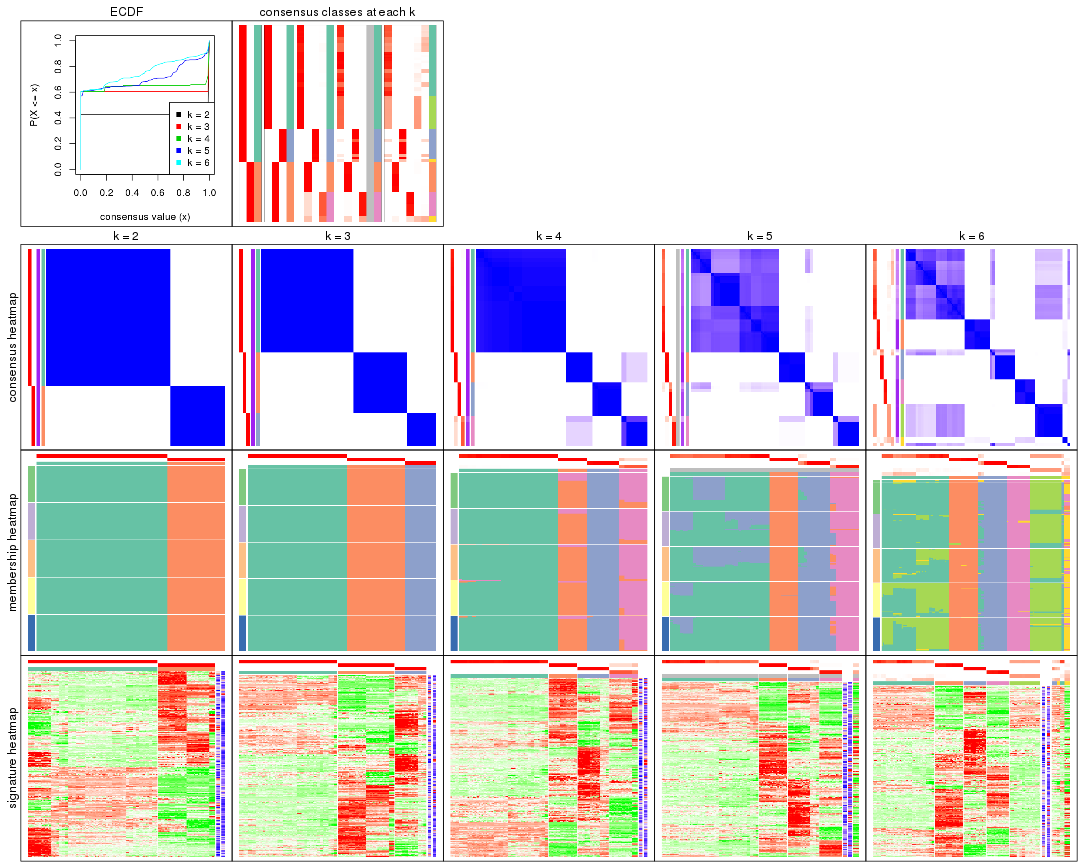 ECDF
consensus classes at each k
P(X <= x)
0.0 0.2 0.4 0.6 0.8 1.0
k = 2
k = 3
k = 4
k = 5
k = 6
0.0 0.2 0.4 0.6 0.8 1.0
consensus value (x)
k = 2
k = 3
k = 4
k = 5
k = 6
consensus heatmap
membership heatmap
signature heatmap